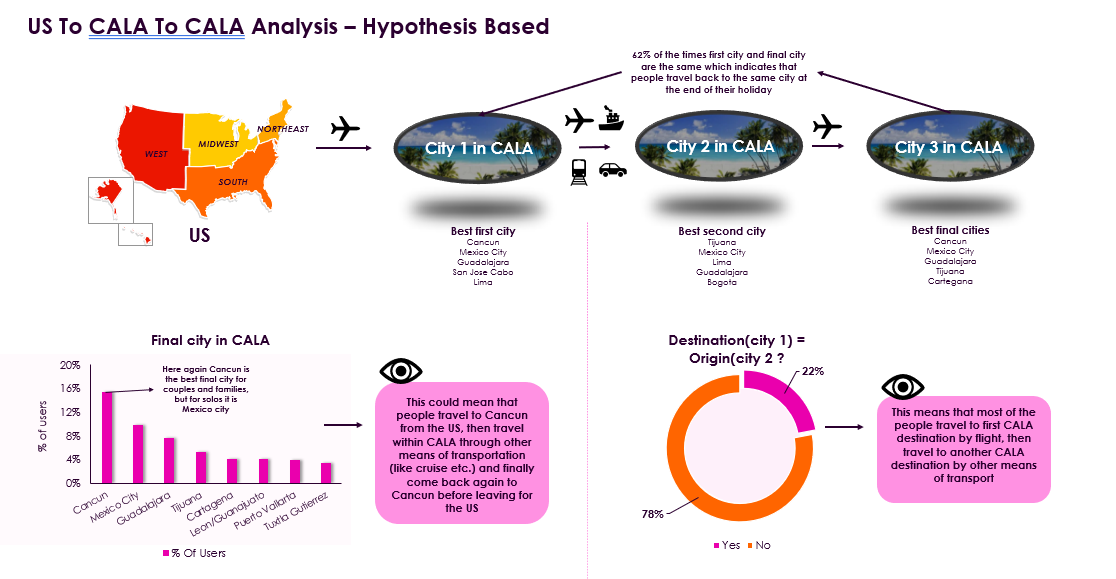 US To CALA To CALA Analysis – Hypothesis Based
62% of the times first city and final city
are the same which indicates that
people travel back to the same city at
the end of their holiday
WEST
MIDWEST
NORTHEAST
SOUTH
US
City 1 in CALA
City 2 in CALA
City 3 in CALA
Best first city
Cancun
Mexico City
Guadalajara
San Jose Cabo
Lima
Best second city
Tijuana
Mexico City
Lima
Guadalajara
Bogota
Best final cities
Cancun
Mexico City
Guadalajara
Tijuana
Cartegana
Final city in CALA
20%
16%
12%
8%
4%
0%
% of users
Here again Cancun is
the best final city for
couples and families,
but for solos it is
Mexico city
Cancun
Mexico City
Guadalajara
Tijuana
Cartagena
Leon/Guanajuato
Puerto Vallarta
Tuxtla Gutierrez
% Of Users
This could mean that
people travel to Cancun
from the US, then travel
within CALA through other
means of transportation
(like cruise etc.) and finally
come back again to
Cancun before leaving for
the US
Destination(city 1) =
Origin(city 2 ?
22%
78%
Yes
No
This means that most of the
people travel to first CALA
destination by flight, then
travel to another CALA
destination by other means
of transport